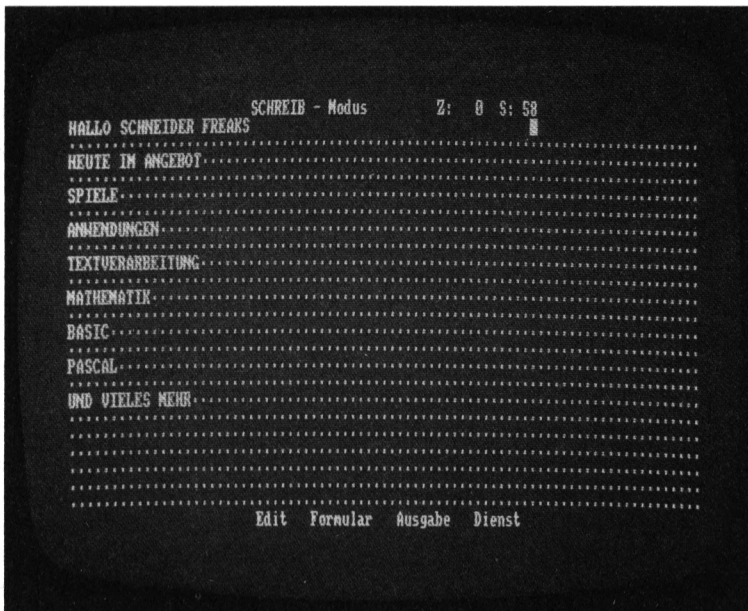 SCHREIB - Modus Z: 0 S: 58
HALLO SCHNEIDER FREAKS
HEUTE IM ANGEBOT
SPIELE
ANWENDUNGEN
TEXTVERARBEITUNG
MATHEMATIK
BASIC
PASCAL
UND VIELES MEHR
Edit Formular Ausgabe Dienst